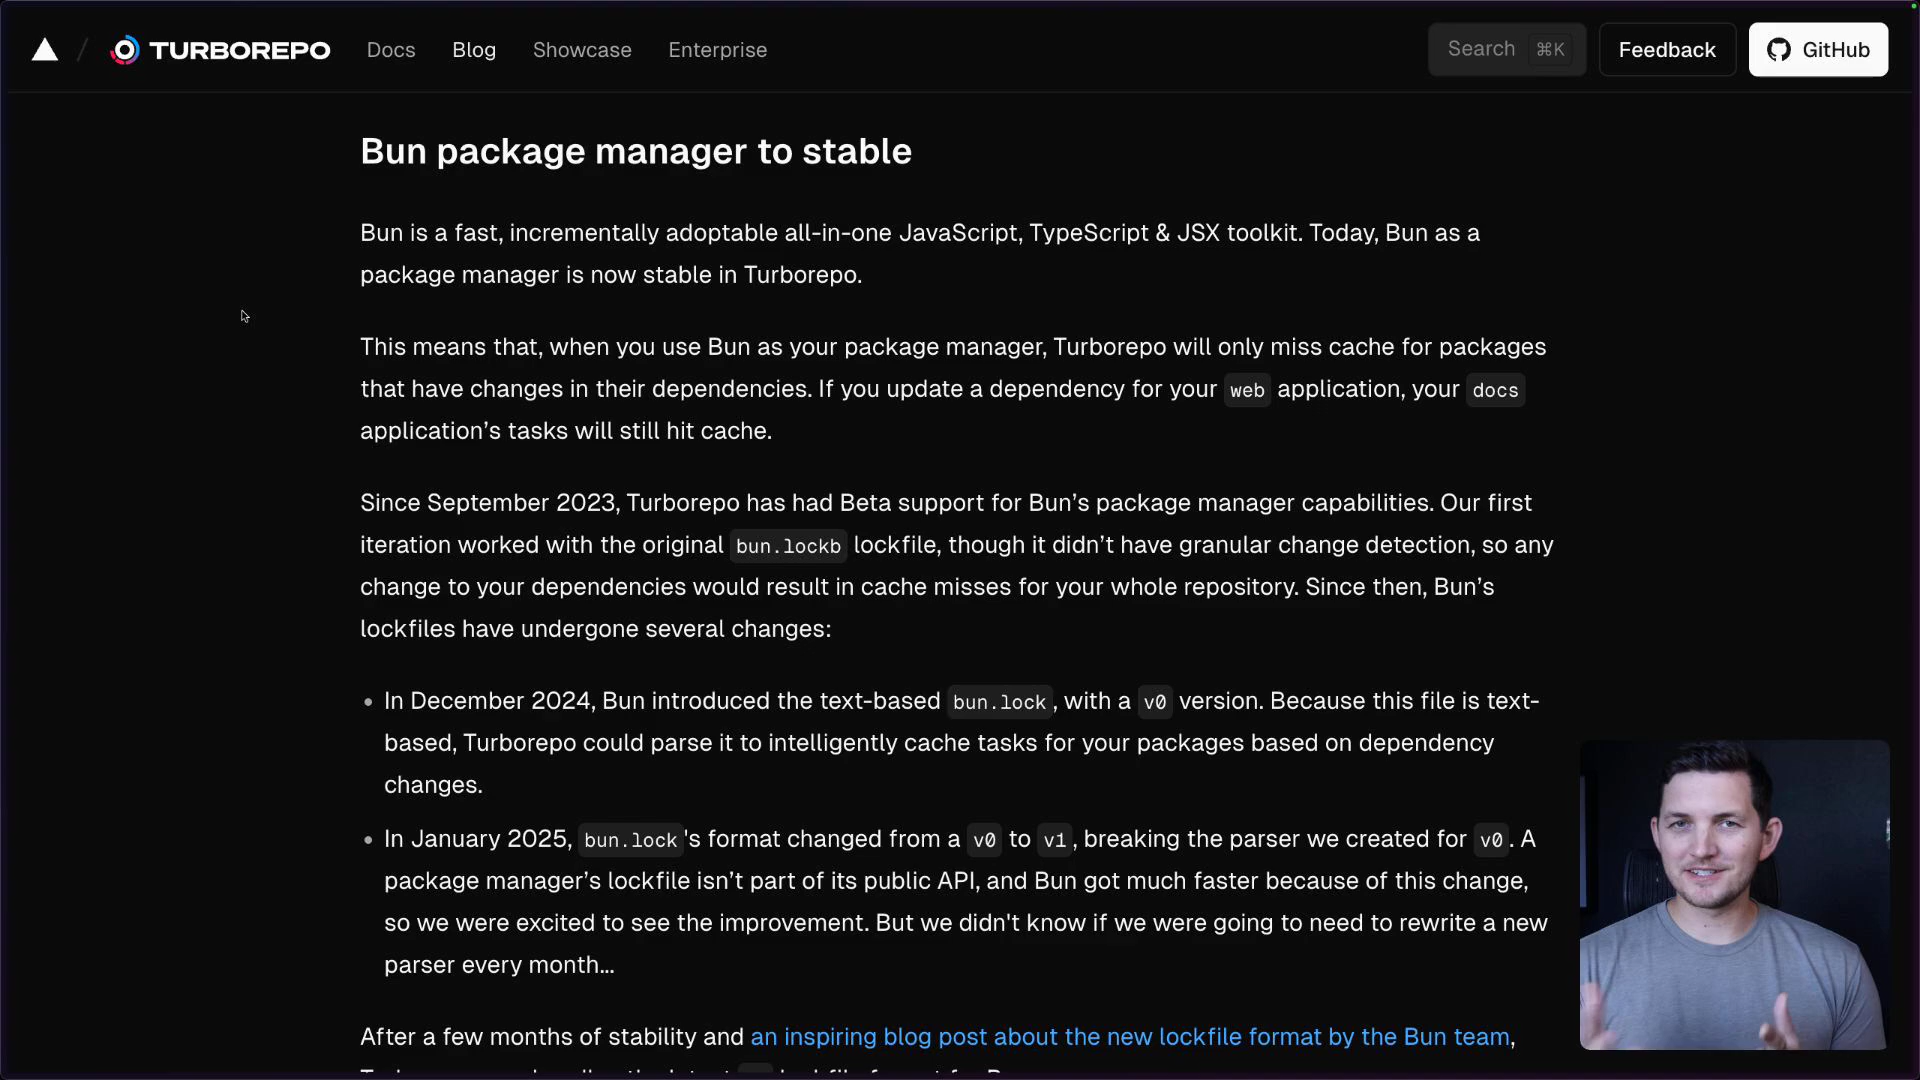 TURBOREPO Docs Blog Showcase Enterprise Search ⌘K Feedback GitHub
Bun package manager to stable
Bun is a fast, incrementally adoptable all-in-one JavaScript, TypeScript & JSX toolkit. Today, Bun as a
package manager is now stable in Turborepo.
This means that, when you use Bun as your package manager, Turborepo will only miss cache for packages
that have changes in their dependencies. If you update a dependency for your web application, your docs
application’s tasks will still hit cache.
Since September 2023, Turborepo has had Beta support for Bun’s package manager capabilities. Our first
iteration worked with the original bun.lockb lockfile, though it didn’t have granular change detection, so any
change to your dependencies would result in cache misses for your whole repository. Since then, Bun’s
lockfiles have undergone several changes:
• In December 2024, Bun introduced the text-based bun.lock, with a v0 version. Because this file is text-
based, Turborepo could parse it to intelligently cache tasks for your packages based on dependency
changes.
• In January 2025, bun.lock's format changed from a v0 to v1, breaking the parser we created for v0. A
package manager’s lockfile isn’t part of its public API, and Bun got much faster because of this change,
so we were excited to see the improvement. But we didn't know if we were going to need to rewrite a new
parser every month...
After a few months of stability and an inspiring blog post about the new lockfile format by the Bun team,